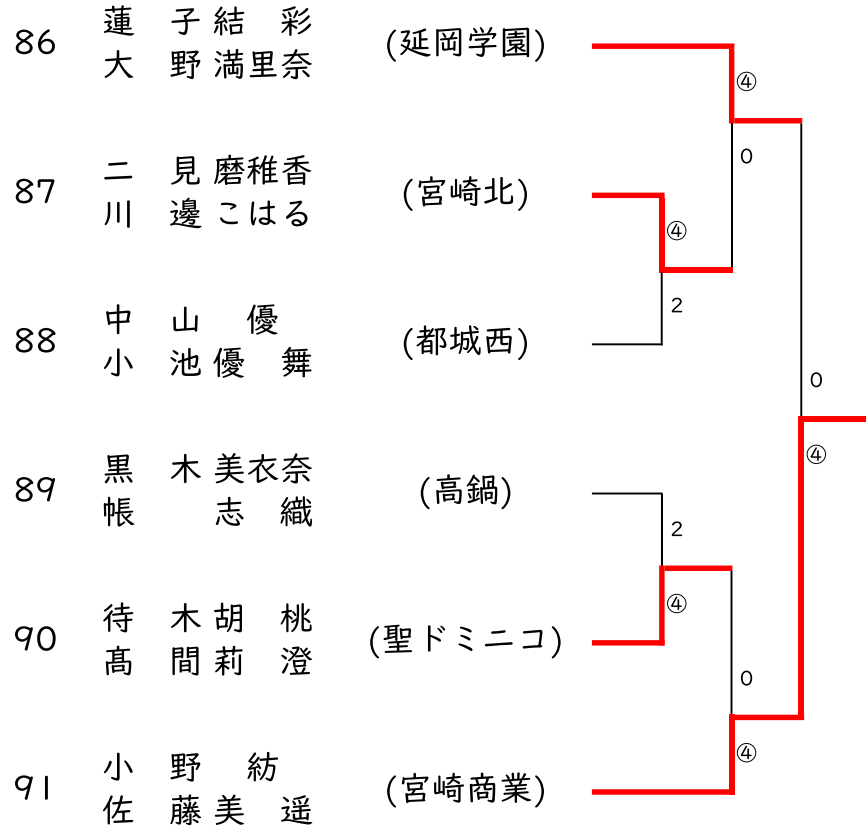 蓮 子 結 彩
86 (延岡学園)
大 野 満里奈
④
0
二 見 磨稚香
87 (宮崎北)
川 邊 こはる
④
2
中 山 優
88 (都城西)
小 池 優 舞
0
④
黒 木 美衣奈
89 (高鍋)
帳 志 織
2
④
待 木 胡 桃
90 (聖ドミニコ)
髙 間 莉 澄
0
④
小 野 紡
91 (宮崎商業)
佐 藤 美 遥